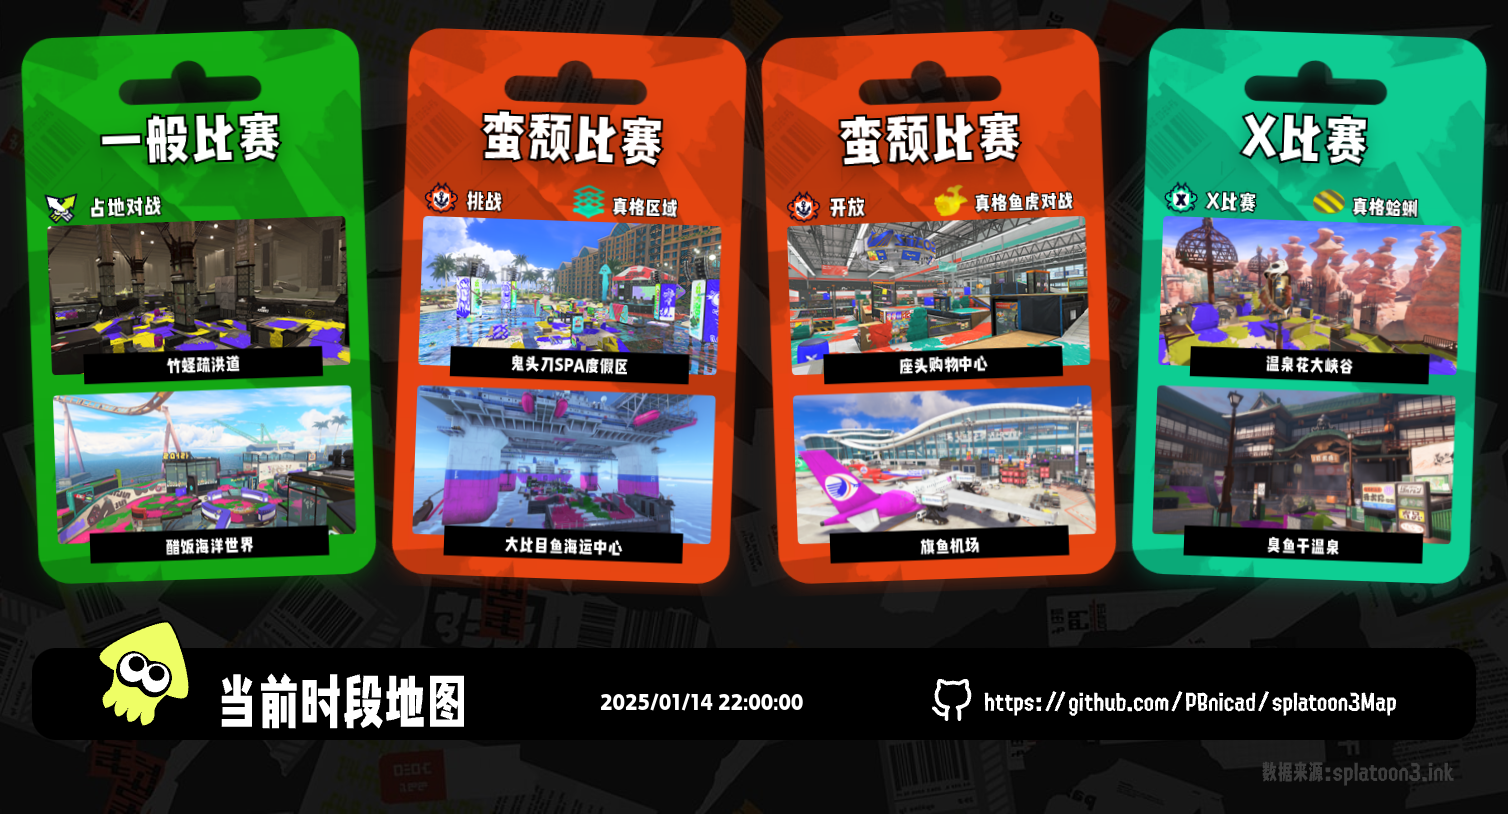 一般比赛
占地对战
竹蛏疏洪道
醋饭海洋世界
蛮颓比赛
挑战
真格区域
鬼头刀SPA度假区
大比目鱼海运中心
蛮颓比赛
开放
真格鱼虎对战
座头购物中心
旗鱼机场
X比赛
X比赛
真格蛤蜊
温泉花大峡谷
臭鱼干温泉
当前时段地图
2025/01/14 22:00:00
https://github.com/PBnicad/splatoon3Map
数据来源:splatoon3.ink